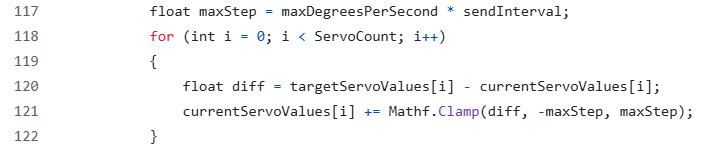 117 float maxStep = maxDegreesPerSecond * sendInterval;
118 for (int i = 0; i < ServoCount; i++)
119 {
120 float diff = targetServoValues[i] - currentServoValues[i];
121 currentServoValues[i] += Mathf.Clamp(diff, -maxStep, maxStep);
122 }